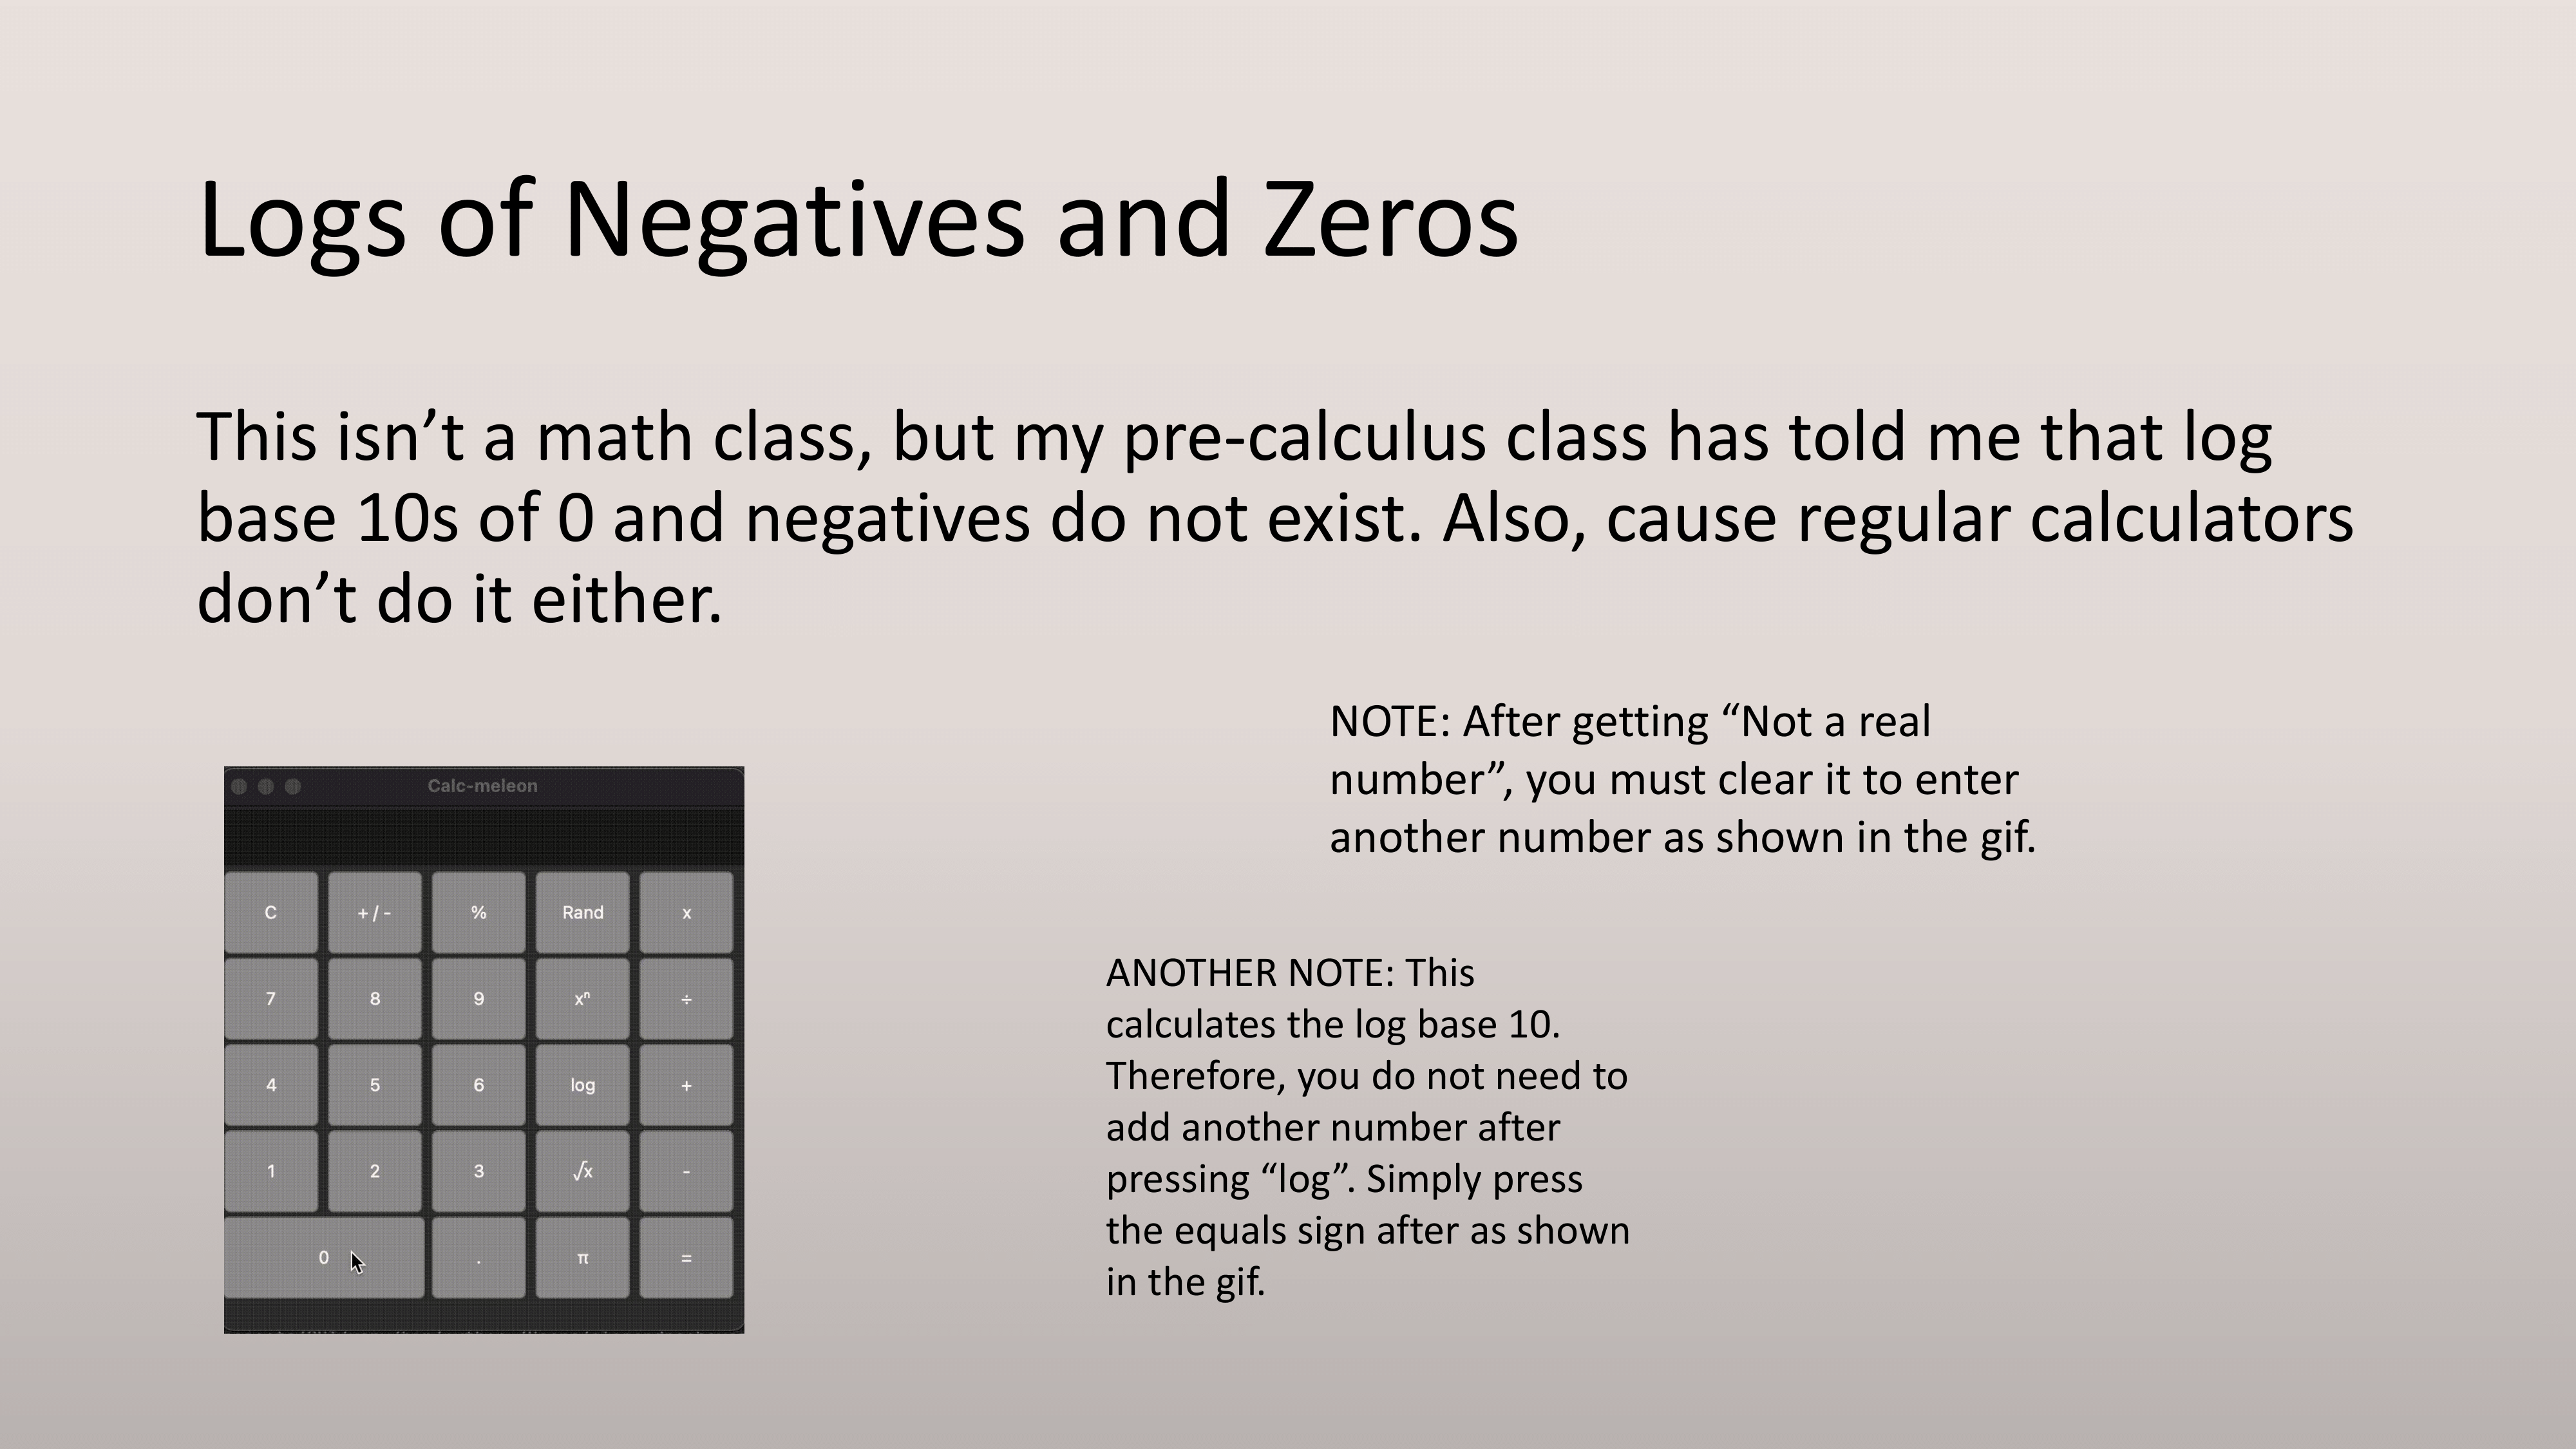 Logs of Negatives and Zeros
This isn’t a math class, but my pre-calculus class has told me that log
base 10s of 0 and negatives do not exist. Also, cause regular calculators
don’t do it either.
NOTE: After getting “Not a real
number”, you must clear it to enter
another number as shown in the gif.
Calc-meleon
C +/- % Rand x
7 8 9 xⁿ ÷
4 5 6 log +
1 2 3 √x -
0 . π =
ANOTHER NOTE: This
calculates the log base 10.
Therefore, you do not need to
add another number after
pressing “log”. Simply press
the equals sign after as shown
in the gif.